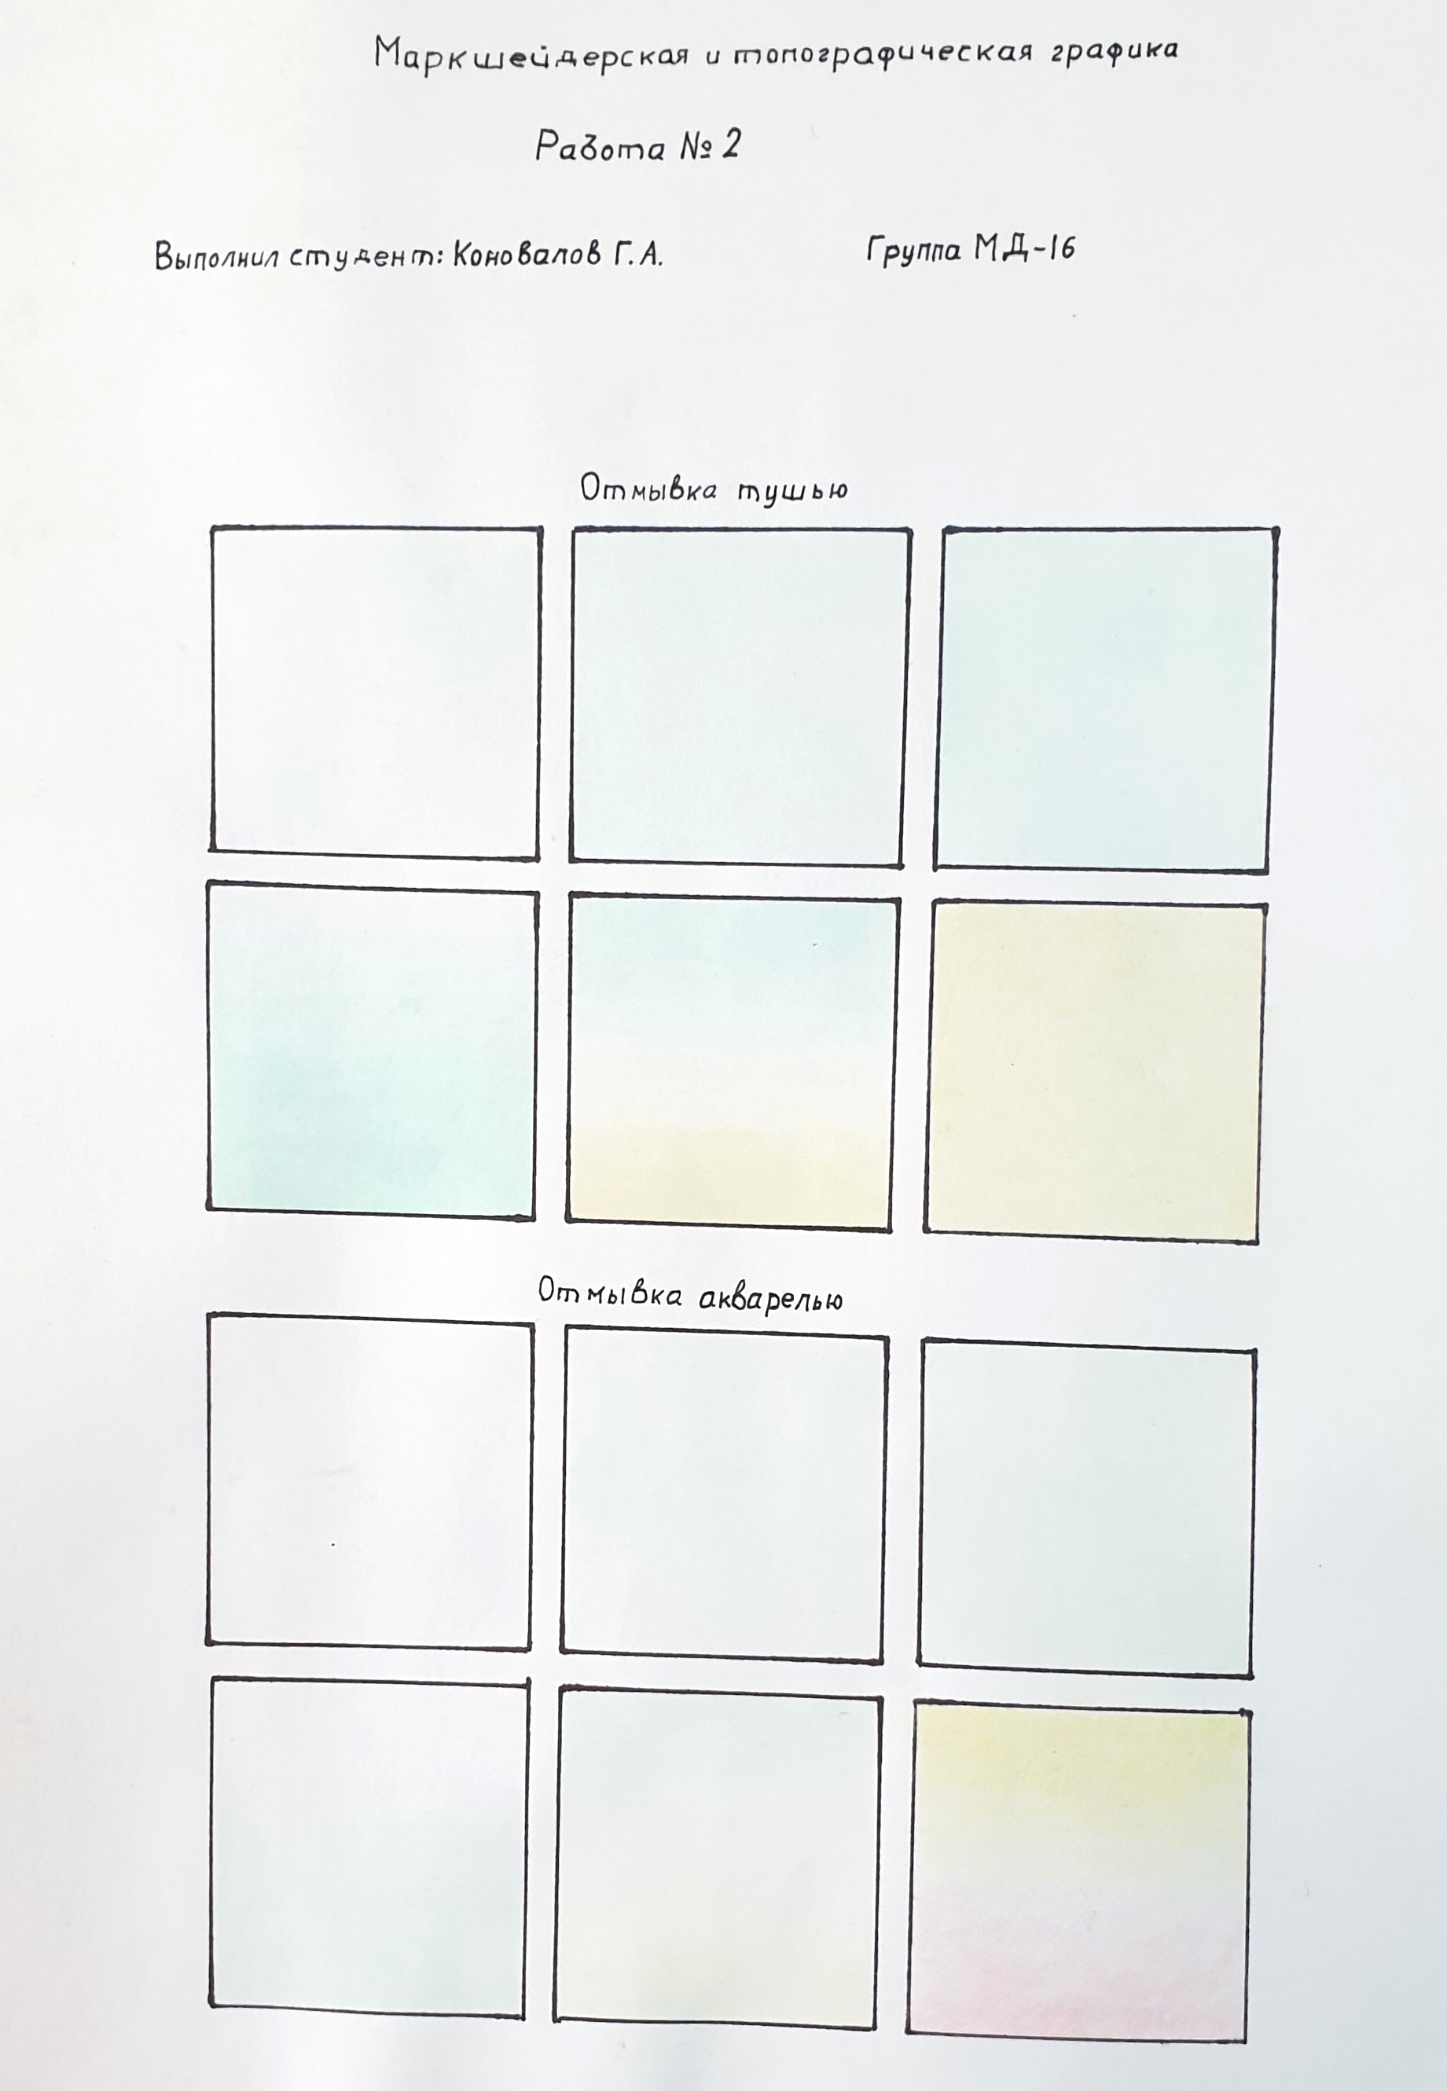 Маркшейдерская и топографическая графика
Работа № 2
Выполнил студент: Коновалов Г.А. Группа МД-16
Отмывка тушью
Отмывка акварелью